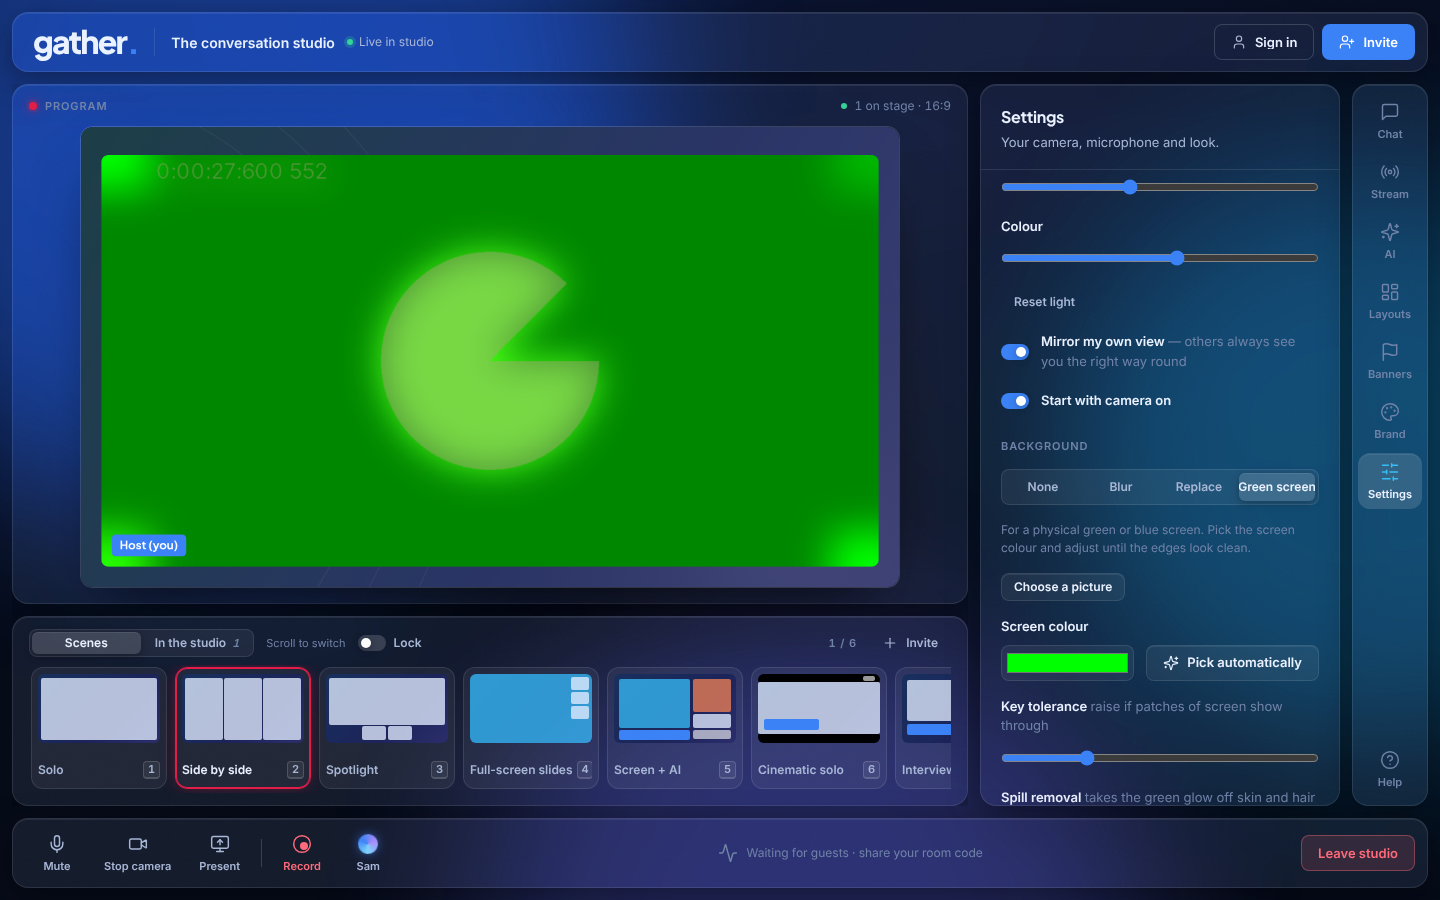 gather.
The conversation studio
Live in studio
Sign in
Invite
PROGRAM
1 on stage · 16:9
0:00:27:600 552
Host (you)
Scenes
In the studio 1
Scroll to switch
Lock
1 / 6
Invite
Solo 1
Side by side 2
Spotlight 3
Full-screen slides 4
Screen + AI 5
Cinematic solo 6
Interview
Settings
Your camera, microphone and look.
Colour
Reset light
Mirror my own view — others always see
you the right way round
Start with camera on
BACKGROUND
None
Blur
Replace
Green screen
For a physical green or blue screen. Pick the screen
colour and adjust until the edges look clean.
Choose a picture
Screen colour
Pick automatically
Key tolerance raise if patches of screen show
through
Spill removal takes the green glow off skin and hair
Chat
Stream
AI
Layouts
Banners
Brand
Settings
Help
Mute
Stop camera
Present
Record
Sam
Waiting for guests · share your room code
Leave studio